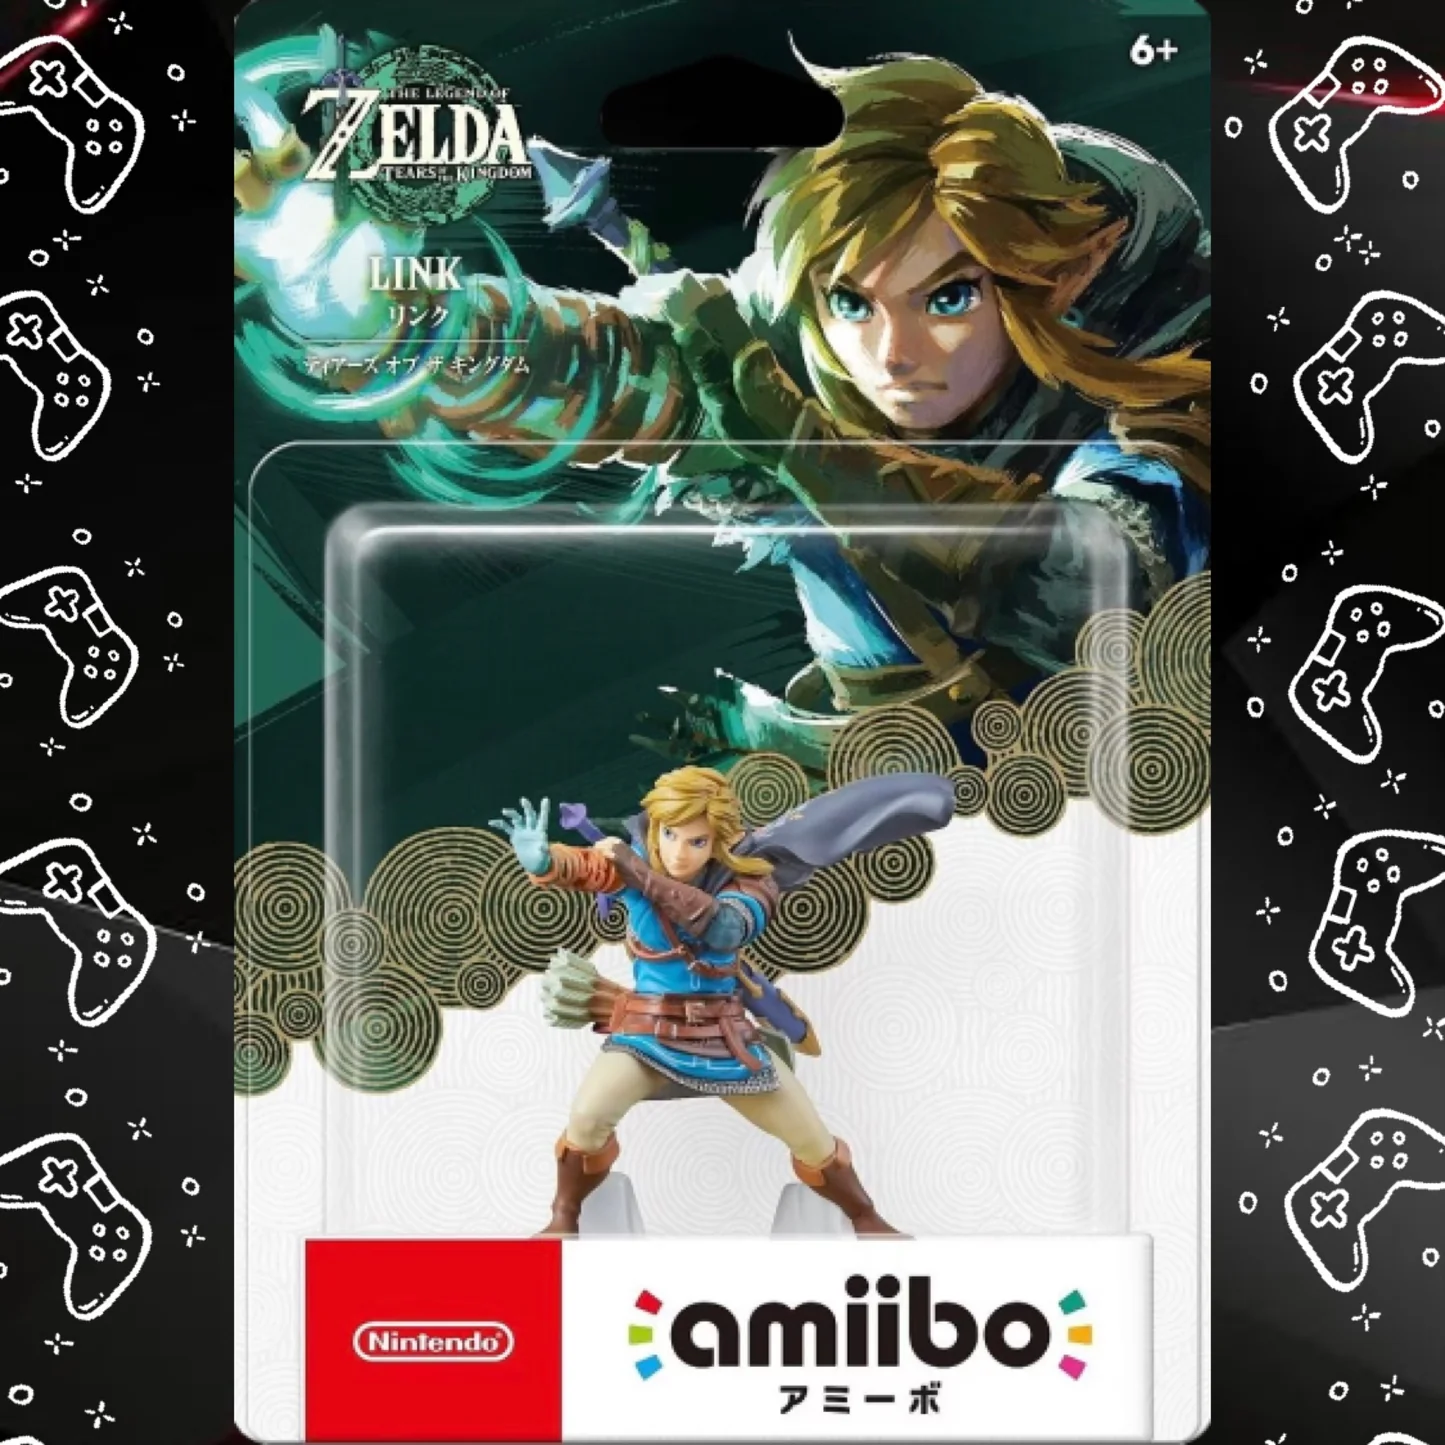 6+
THE LEGEND OF
ZELDA
TEARS OF THE KINGDOM
LINK
リンク
ティアーズ オブ ザ キングダム
Nintendo®
amiibo
アミーボ